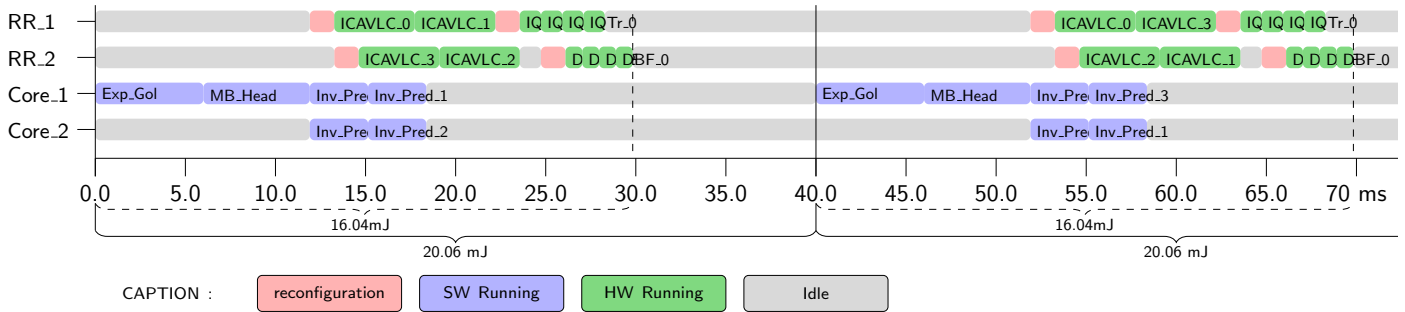 RR_1 ICAVLC_0 ICAVLC_1 IQ IQ IQ IQTr_0 ICAVLC_0 ICAVLC_3 IQ IQ IQ IQTr_0
RR_2 ICAVLC_3 ICAVLC_2 D D D DBF_0 ICAVLC_2 ICAVLC_1 D D D DBF_0
Core_1 Exp_Gol MB_Head Inv_Pred Inv_Pred_1 Exp_Gol MB_Head Inv_Pred Inv_Pred_3
Core_2 Inv_Pred Inv_Pred_2 Inv_Pred Inv_Pred_1
0.0 5.0 10.0 15.0 20.0 25.0 30.0 35.0 40.0 45.0 50.0 55.0 60.0 65.0 70 ms
16.04mJ 16.04mJ
20.06 mJ 20.06 mJ
CAPTION : reconfiguration SW Running HW Running Idle